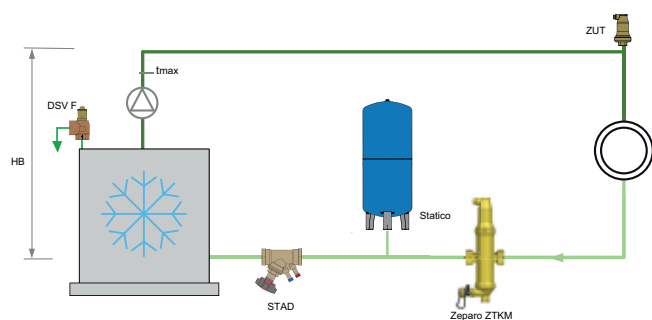 ZUT
tmax
DSV F
HB
Statico
STAD
Zeparo ZTKM